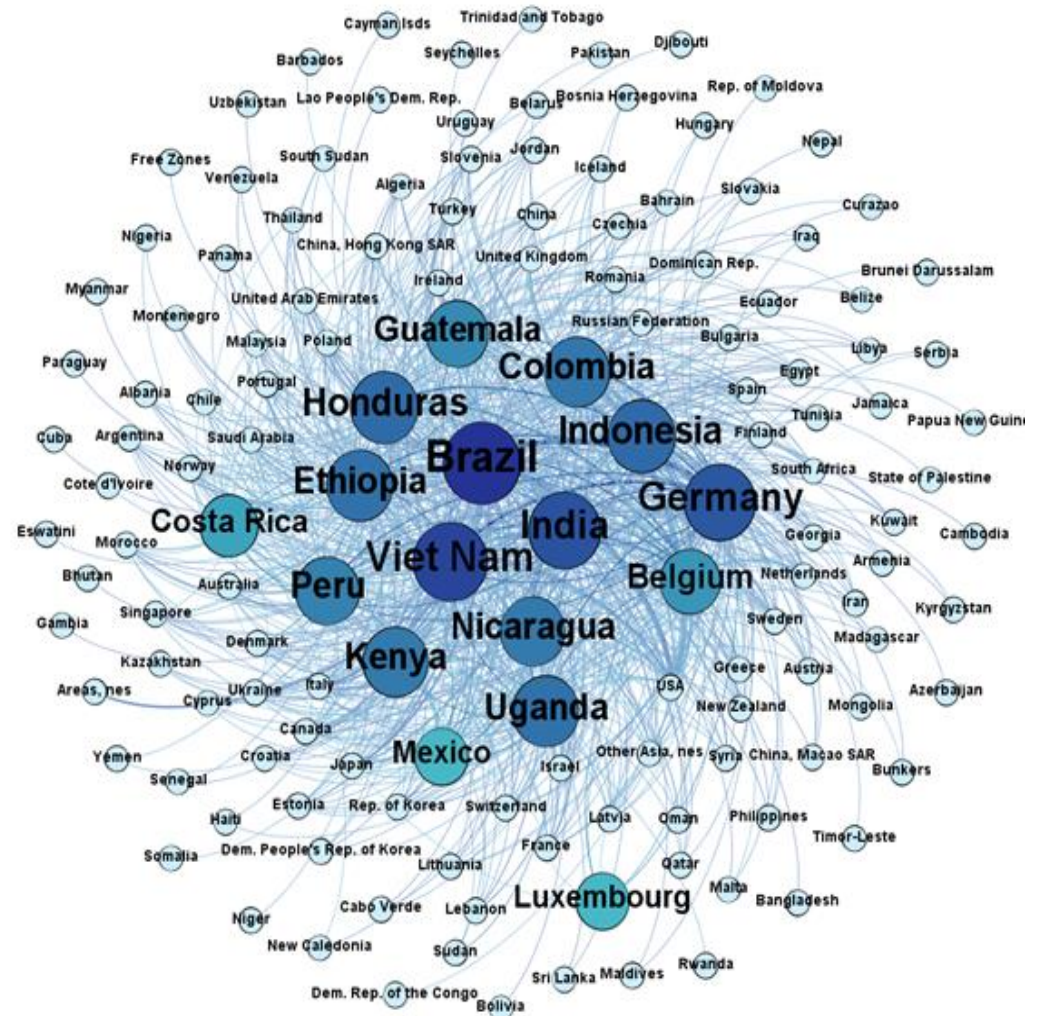 Trinidad and Tobago
Cayman Isds
Djibouti
Seychelles
Pakistan
Barbados
Rep. of Moldova
Uzbekistan
Lao People's Dem. Rep.
Belarus
Bosnia Herzegovina
Uruguay
Hungary
Nepal
Free Zones
South Sudan
Slovenia
Jordan
Iceland
Venezuela
Algeria
Bahrain
Slovakia
Curazao
Thailand
Turkey
China
Czechia
Nigeria
China, Hong Kong SAR
Iraq
Panama
United Kingdom
Dominican Rep.
Brunei Darussalam
Myanmar
Ireland
Romania
United Arab Emirates
Ecuador
Belize
Montenegro
Guatemala
Russian Federation
Malaysia
Poland
Bulgaria
Libya
Serbia
Paraguay
Colombia
Egypt
Albania
Chile
Portugal
Honduras
Spain
Jamaica
Tunisia
Papua New Guin
Cuba
Argentina
Saudi Arabia
Indonesia
Finland
Brazil
Norway
South Africa
State of Palestine
Cote d'Ivoire
Ethiopia
Germany
Costa Rica
India
Kuwait
Eswatini
Morocco
Georgia
Cambodia
Viet Nam
Armenia
Bhutan
Australia
Peru
Belgium
Netherlands
Singapore
Iran
Kyrgyzstan
Gambia
Nicaragua
Sweden
Madagascar
Denmark
Kazakhstan
Kenya
Greece
Austria
Areas, nes
Cyprus
Ukraine
Italy
USA
Azerbaijan
Uganda
New Zealand
Mongolia
Canada
Yemen
Croatia
Mexico
Other Asia, nes
Syria
China, Macao SAR
Senegal
Japan
Israel
Bunkers
Estonia
Rep. of Korea
Switzerland
Haiti
Latvia
Oman
Philippines
Timor-Leste
Somalia
Dem. People's Rep. of Korea
France
Lithuania
Qatar
Malta
Luxembourg
Bangladesh
Niger
Cabo Verde
Lebanon
New Caledonia
Sudan
Sri Lanka
Maldives
Rwanda
Dem. Rep. of the Congo
Bolivia